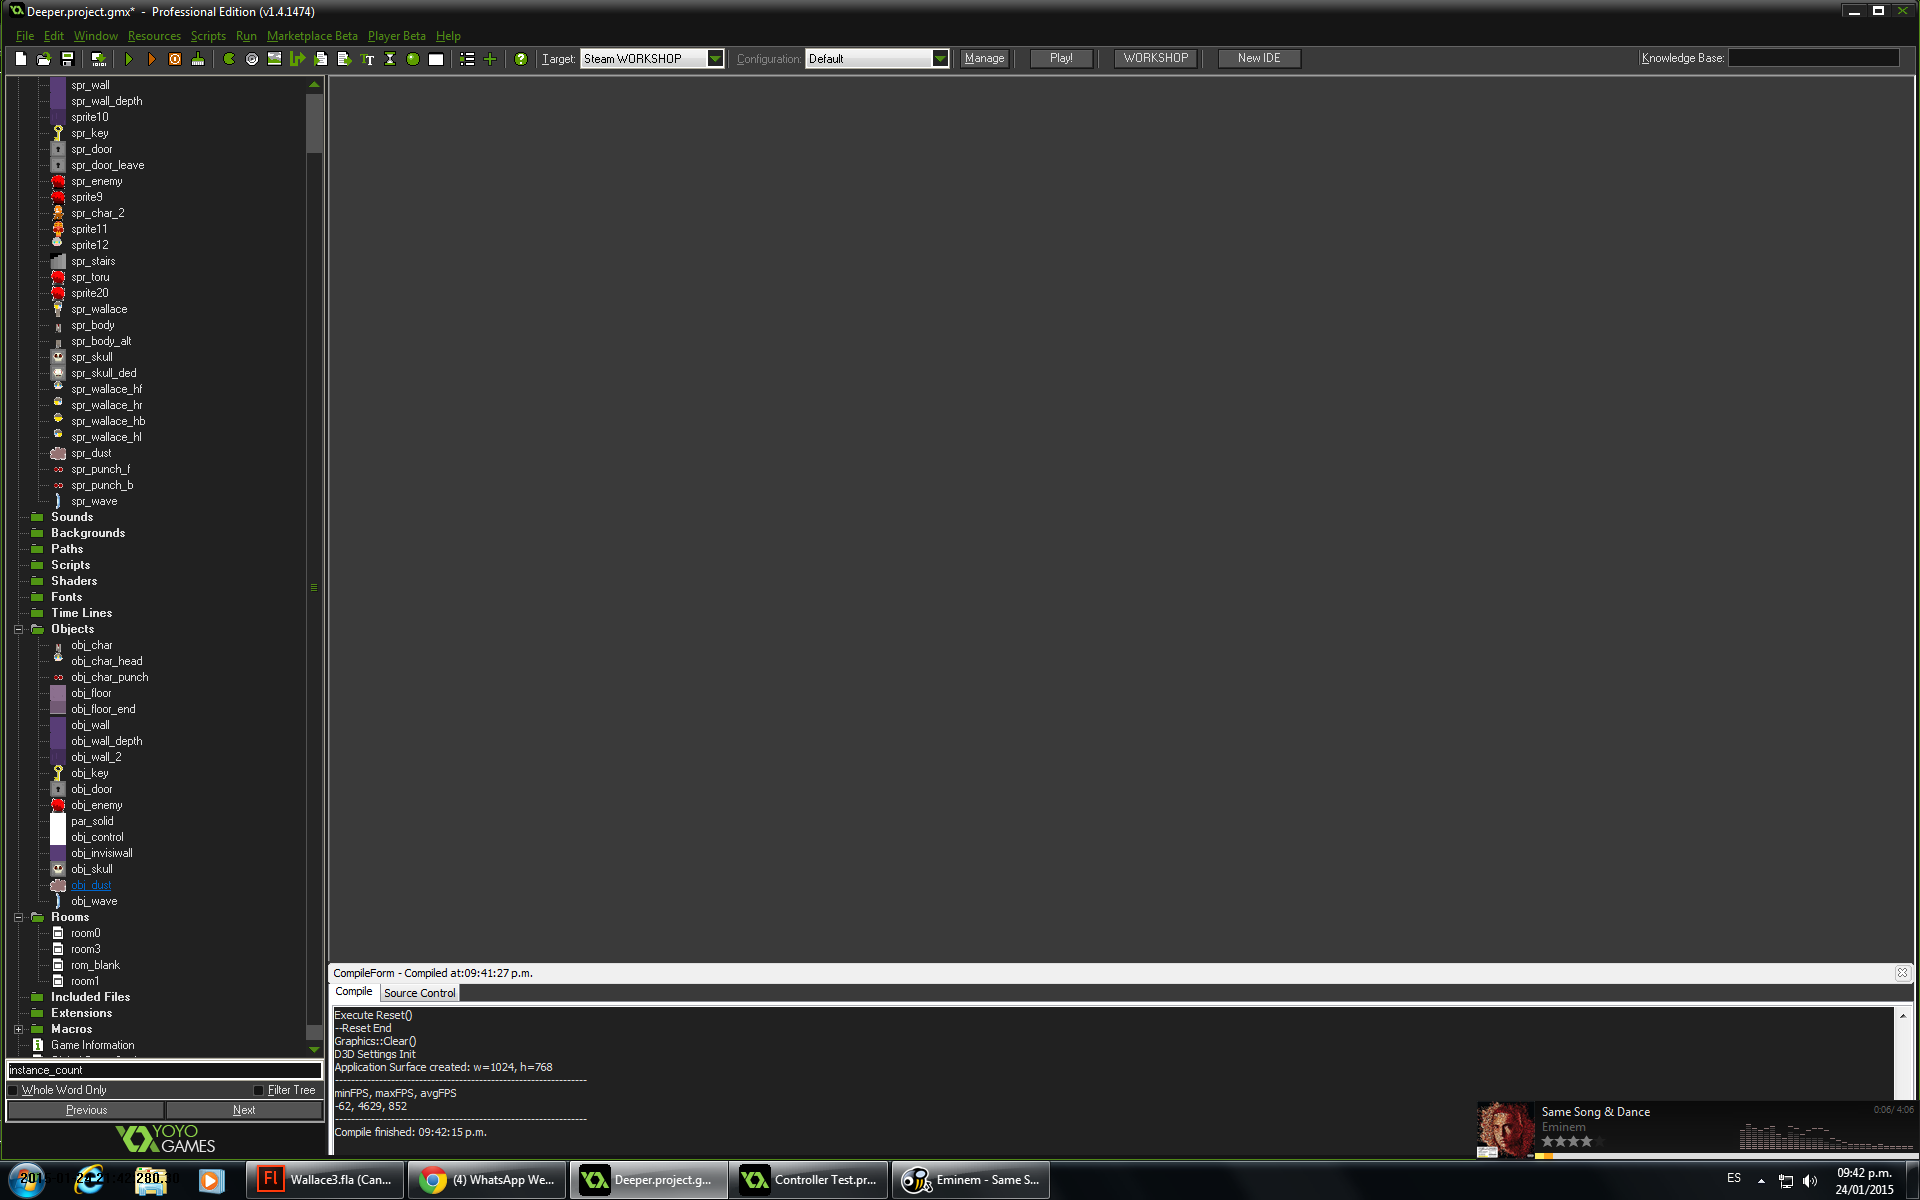 Deeper.project.gmx* - Professional Edition (v1.4.1474)
File Edit Window Resources Scripts Run Marketplace Beta Player Beta Help
Target: Steam WORKSHOP Configuration: Default Manage Play! WORKSHOP New IDE Knowledge Base:
spr_wall
spr_wall_depth
sprite10
spr_key
spr_door
spr_door_leave
spr_enemy
sprite9
spr_char_2
sprite11
sprite12
spr_stairs
spr_toru
sprite20
spr_wallace
spr_body
spr_body_alt
spr_skull
spr_skull_ded
spr_wallace_hf
spr_wallace_hr
spr_wallace_hb
spr_wallace_hl
spr_dust
spr_punch_f
spr_punch_b
spr_wave
Sounds
Backgrounds
Paths
Scripts
Shaders
Fonts
Time Lines
Objects
obj_char
obj_char_head
obj_char_punch
obj_floor
obj_floor_end
obj_wall
obj_wall_depth
obj_wall_2
obj_key
obj_door
obj_enemy
par_solid
obj_control
obj_invisiwall
obj_skull
obj_dust
obj_wave
Rooms
room0
room3
rom_blank
room1
Included Files
Extensions
Macros
Game Information
instance_count
Whole Word Only Filter Tree
Previous Next
YOYO
GAMES
CompileForm - Compiled at:09:41:27 p.m.
Compile Source Control
Execute Reset()
--Reset End
Graphics::Clear()
D3D Settings Init
Application Surface created: w=1024, h=768
minFPS, maxFPS, avgFPS
-62, 4629, 852
Compile finished: 09:42:15 p.m.
Same Song & Dance 0:06/ 4:06
Eminem
Wallace3.fla (Can...
(4) WhatsApp We...
Deeper.project.g...
Controller Test.pr...
Eminem - Same S...
ES
09:42 p.m.
24/01/2015